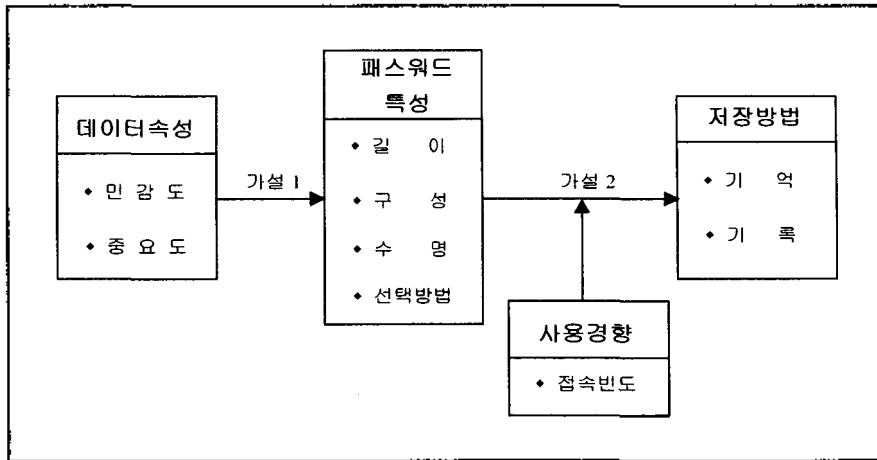 데이터속성
◆ 민 감 도
◆ 중 요 도
가설 1
패스워드
특성
◆ 길 이
◆ 구 성
◆ 수 명
◆ 선택방법
가설 2
저장방법
◆ 기 억
◆ 기 록
사용경향
◆ 접속빈도